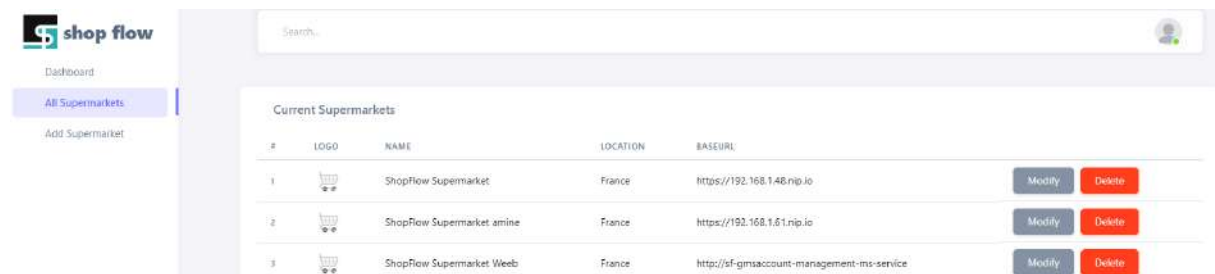 shop flow
Search...
Dashboard
All Supermarkets
Add Supermarket
Current Supermarkets
# LOGO NAME LOCATION BASEURL
1 ShopFlow Supermarket France https://192.168.1.48.nip.io Modify Delete
2 ShopFlow Supermarket amine France https://192.168.1.61.nip.io Modify Delete
3 ShopFlow Supermarket Weeb France http://sf-gmsaccount-management-ms-service Modify Delete